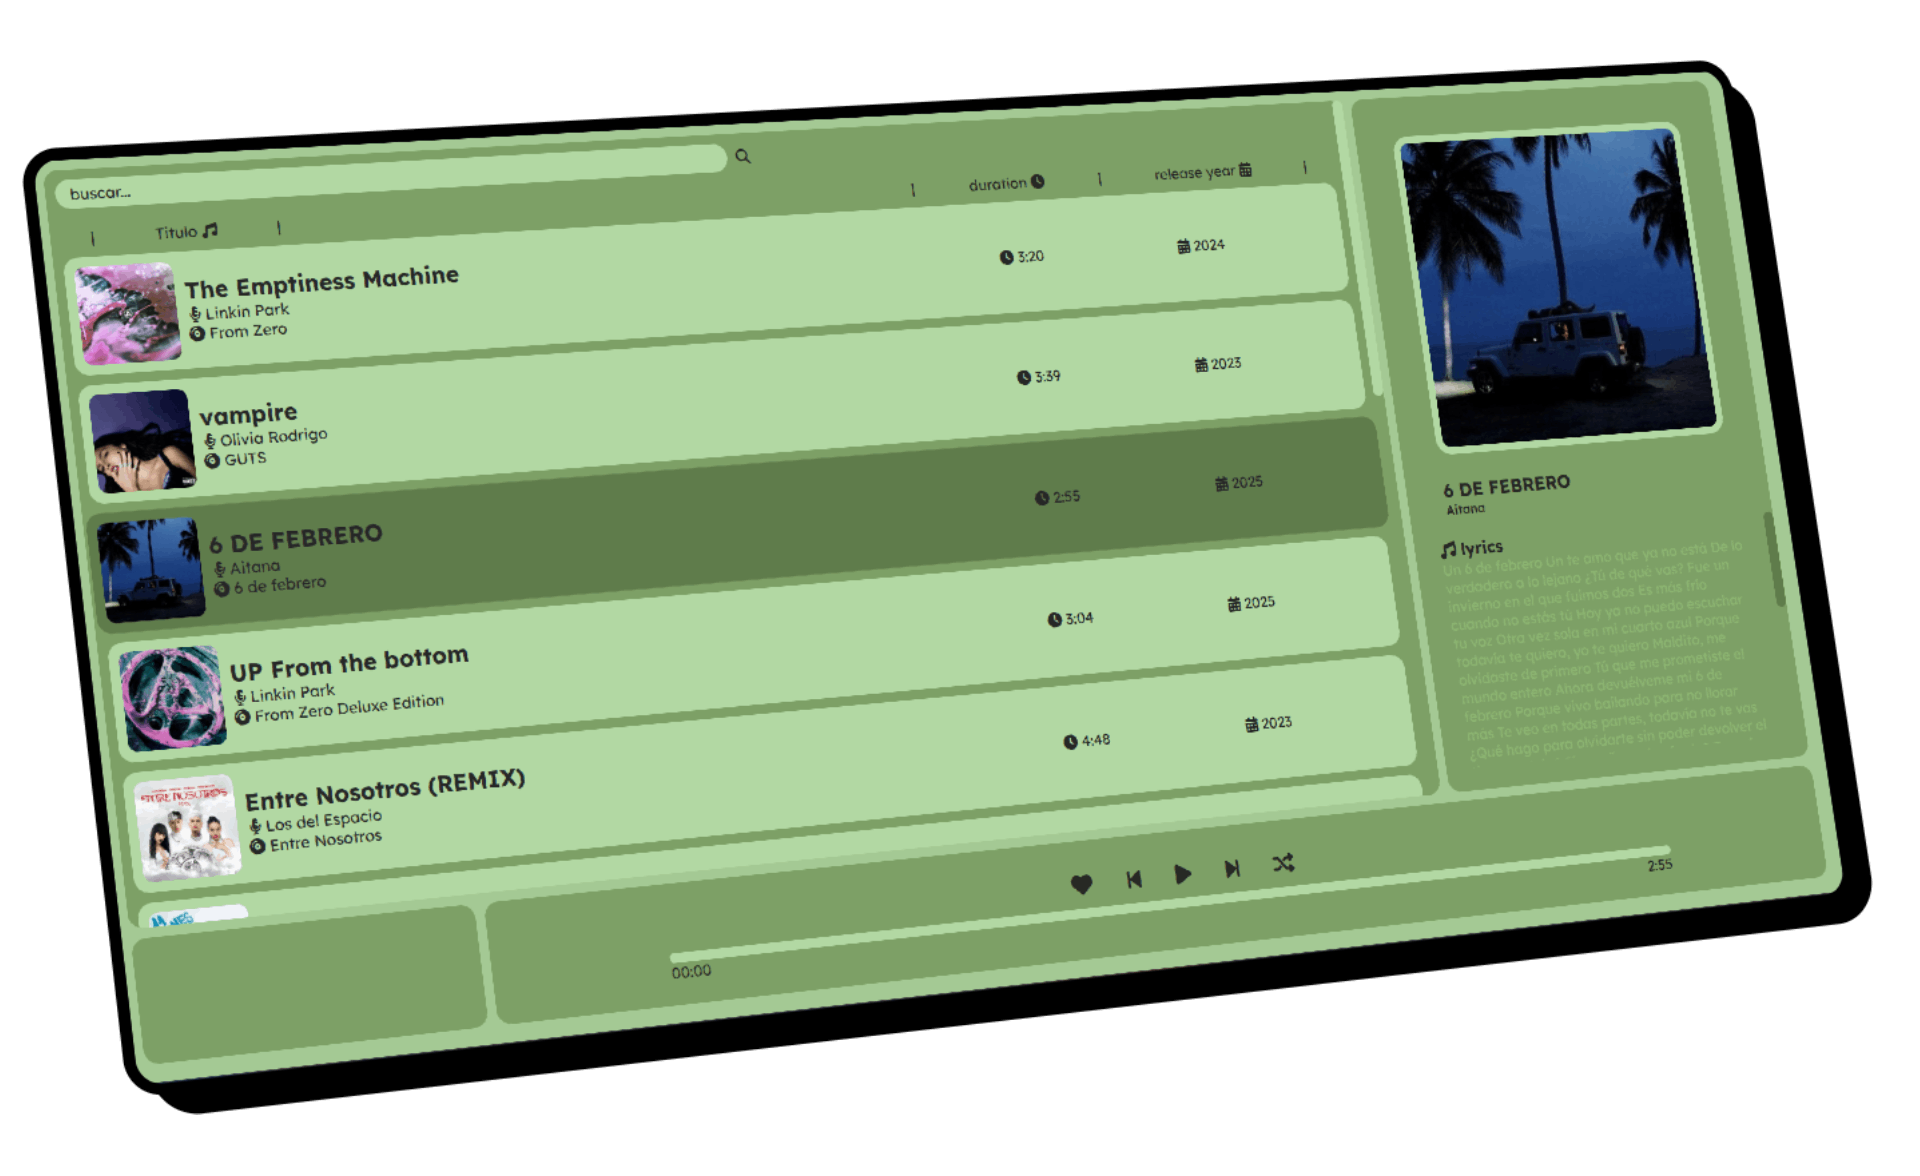 buscar...
Titulo
duration
release year
The Emptiness Machine
Linkin Park
From Zero
3:20
2024
vampire
Olivia Rodrigo
GUTS
3:39
2023
6 DE FEBRERO
Aitana
6 de febrero
2:55
2025
UP From the bottom
Linkin Park
From Zero Deluxe Edition
3:04
2025
ENTRE NOSOTROS
Entre Nosotros (REMIX)
Los del Espacio
Entre Nosotros
4:48
2023
6 DE FEBRERO
Aitana
lyrics
Un 6 de febrero Un te amo que ya no está De lo
verdadero a lo lejano ¿Tú de qué vas? Fue un
invierno en el que fuimos dos Es más frío
cuando no estás tú Hoy ya no puedo escuchar
tu voz Otra vez sola en mi cuarto azul Porque
todavía te quiero, yo te quiero Maldito, me
olvidaste de primero Tú que me prometiste el
mundo entero Ahora devuélveme mi 6 de
febrero Porque vivo bailando para no llorar
mas Te veo en todas partes, todavía no te vas
¿Qué hago para olvidarte sin poder devolver el
00:00
2:55